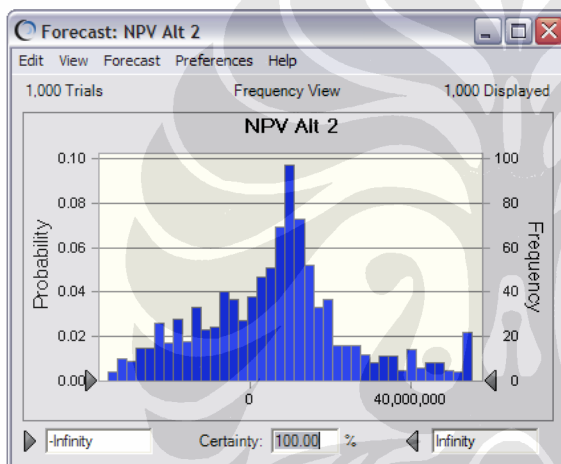 Forecast: NPV Alt 2
Edit View Forecast Preferences Help
1,000 Trials Frequency View 1,000 Displayed
NPV Alt 2
0.10 100
0.08 80
0.06 60
0.04 40
0.02 20
0.00 0
Probability
Frequency
0 40,000,000
-Infinity Certainty: 100.00 % Infinity